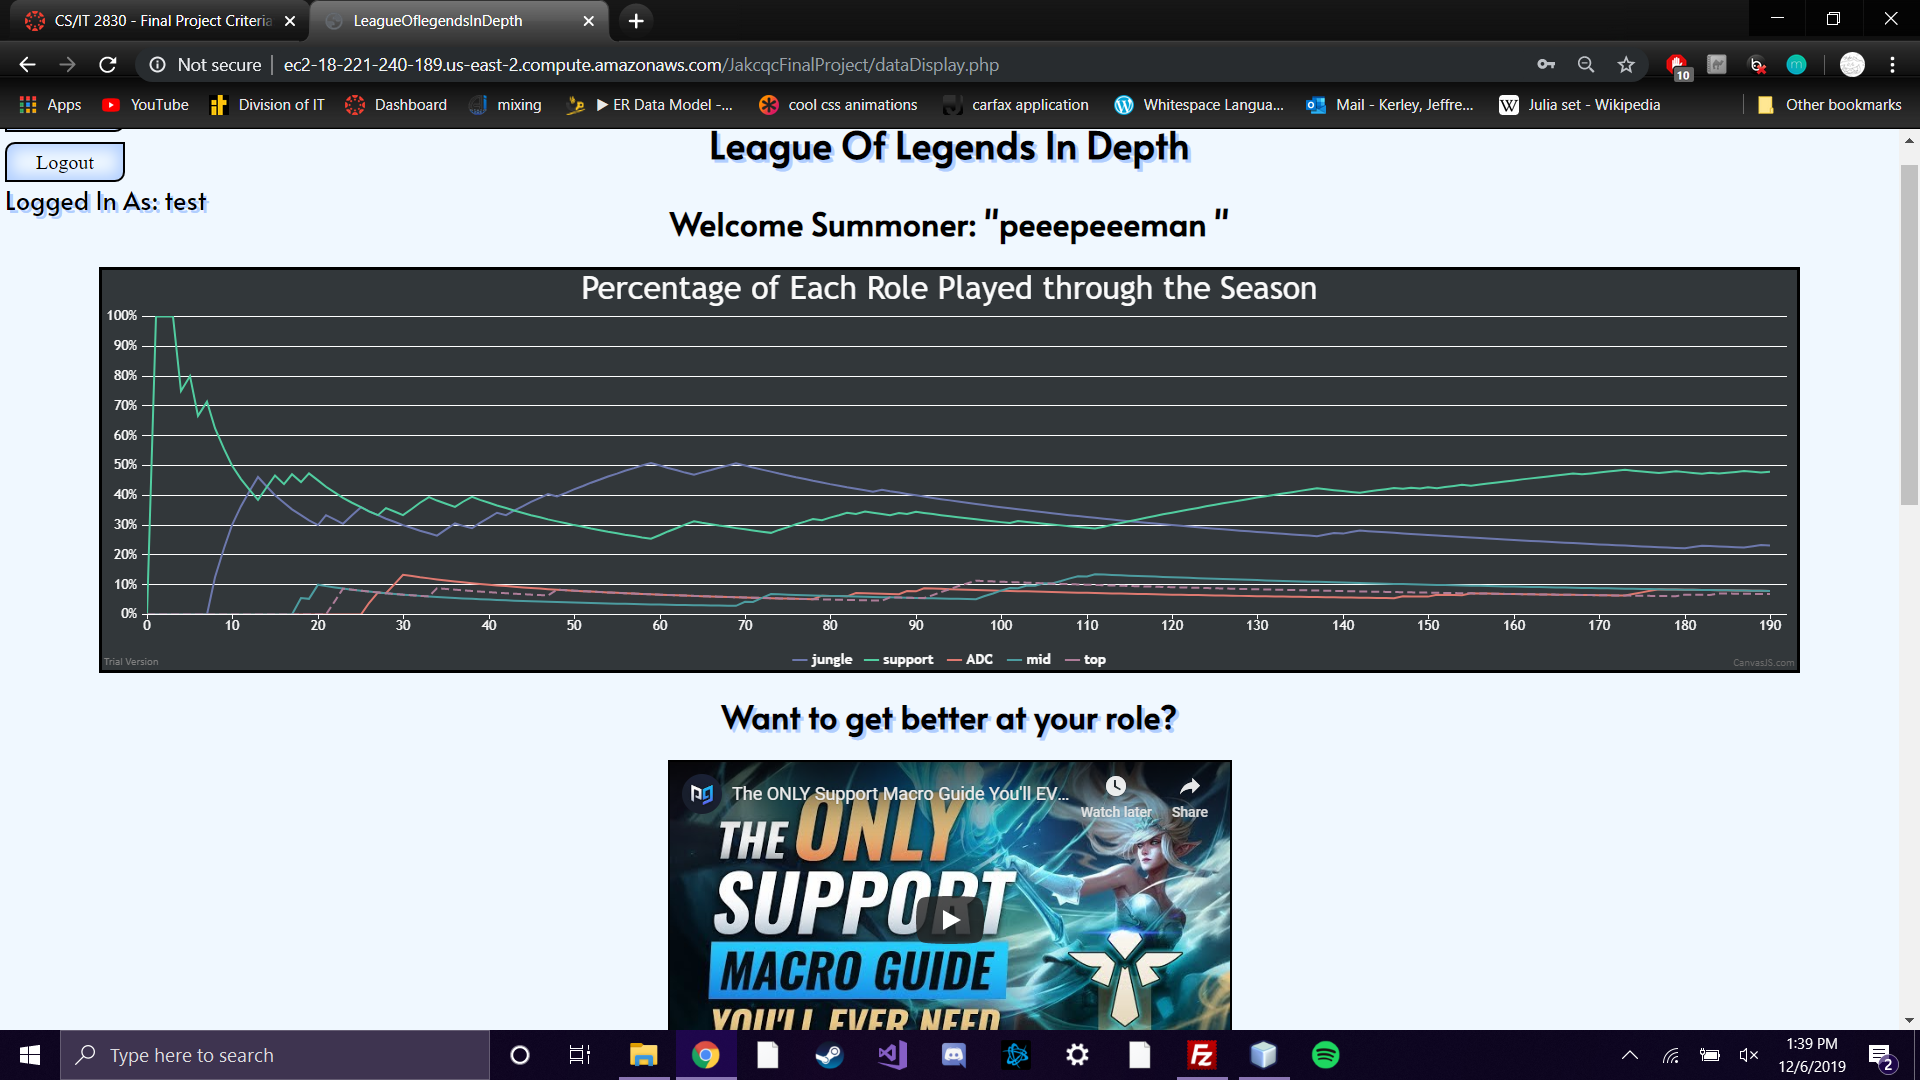 CS/IT 2830 - Final Project Criteria
LeagueOflegendsInDepth
Not secure
ec2-18-221-240-189.us-east-2.compute.amazonaws.com/JakcqcFinalProject/dataDisplay.php
10
Apps
YouTube
Division of IT
Dashboard
mixing
ER Data Model -...
cool css animations
carfax application
Whitespace Langua...
Mail - Kerley, Jeffre...
Julia set - Wikipedia
Other bookmarks
League Of Legends In Depth
Logout
Logged In As: test
Welcome Summoner: "peeepeeeman "
Percentage of Each Role Played through the Season
100%
90%
80%
70%
60%
50%
40%
30%
20%
10%
0%
0 10 20 30 40 50 60 70 80 90 100 110 120 130 140 150 160 170 180 190
jungle support ADC mid top
Trial Version
CanvasJS.com
Want to get better at your role?
The ONLY Support Macro Guide You'll EV...
Watch later
Share
THE ONLY
SUPPORT
MACRO GUIDE
YOU'LL EVER NEED
Type here to search
1:39 PM
12/6/2019
2